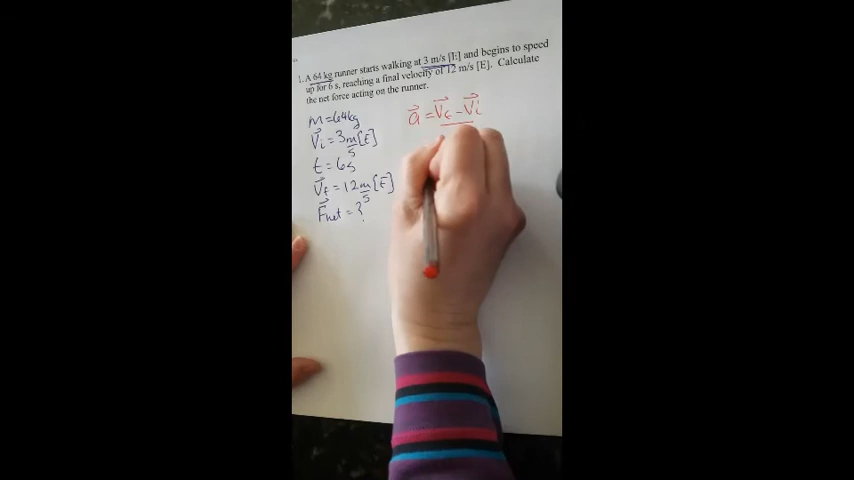 1. A 64 kg runner starts walking at 3 m/s [E] and begins to speed
up for 6 s, reaching a final velocity of 12 m/s [E]. Calculate
the net force acting on the runner.
m = 64kg
Vi = 3 m/s [E]
t = 6s
Vf = 12 m/s [E]
Fnet = ?
a = Vf - Vi